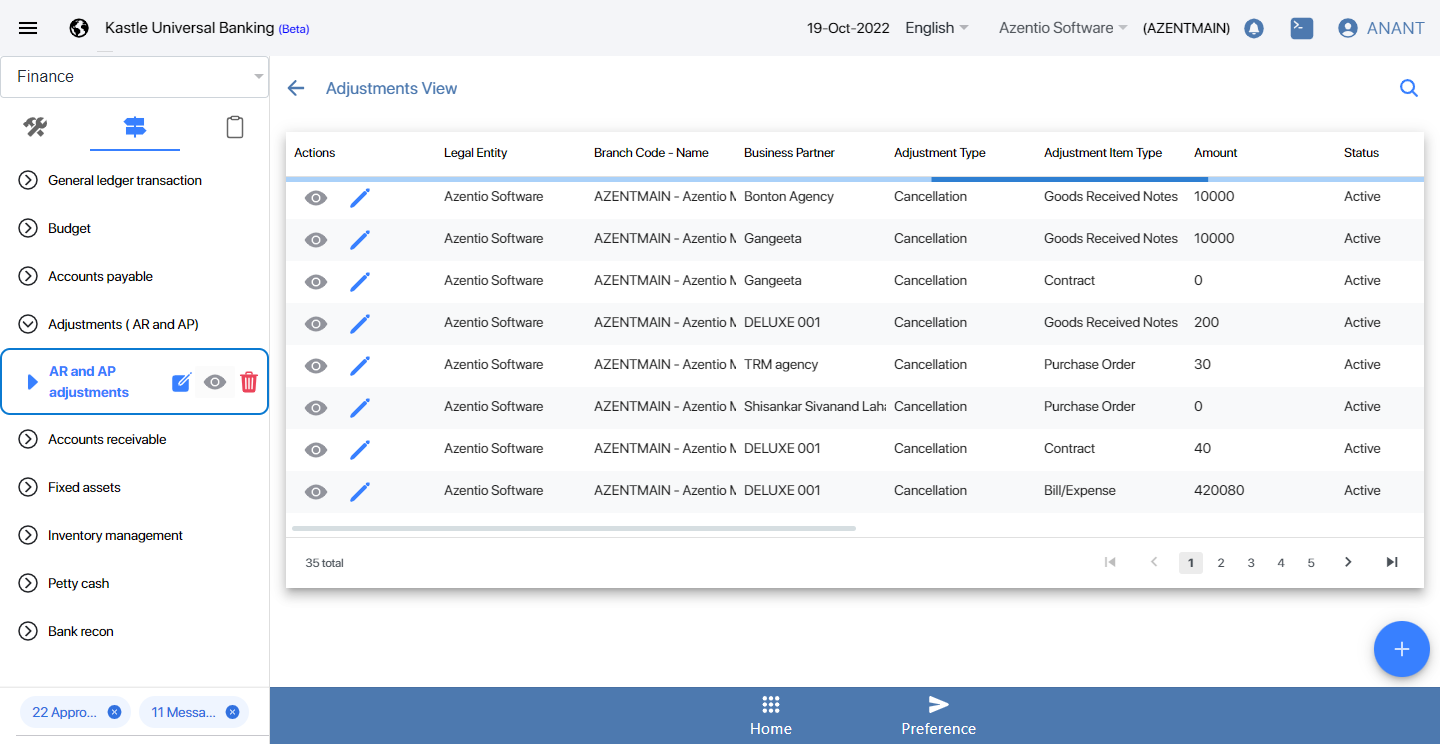 Kastle Universal Banking (Beta)
19-Oct-2022 English Azentio Software (AZENTMAIN) ANANT
Finance
General ledger transaction
Budget
Accounts payable
Adjustments ( AR and AP)
AR and AP
adjustments
Accounts receivable
Fixed assets
Inventory management
Petty cash
Bank recon
22 Appro... 11 Messa...
Adjustments View
Actions Legal Entity Branch Code - Name Business Partner Adjustment Type Adjustment Item Type Amount Status
Azentio Software AZENTMAIN - Azentio M Bonton Agency Cancellation Goods Received Notes 10000 Active
Azentio Software AZENTMAIN - Azentio M Gangeeta Cancellation Goods Received Notes 10000 Active
Azentio Software AZENTMAIN - Azentio M Gangeeta Cancellation Contract 0 Active
Azentio Software AZENTMAIN - Azentio M DELUXE 001 Cancellation Goods Received Notes 200 Active
Azentio Software AZENTMAIN - Azentio M TRM agency Cancellation Purchase Order 30 Active
Azentio Software AZENTMAIN - Azentio M Shisankar Sivanand Laha Cancellation Purchase Order 0 Active
Azentio Software AZENTMAIN - Azentio M DELUXE 001 Cancellation Contract 40 Active
Azentio Software AZENTMAIN - Azentio M DELUXE 001 Cancellation Bill/Expense 420080 Active
35 total 1 2 3 4 5
Home Preference